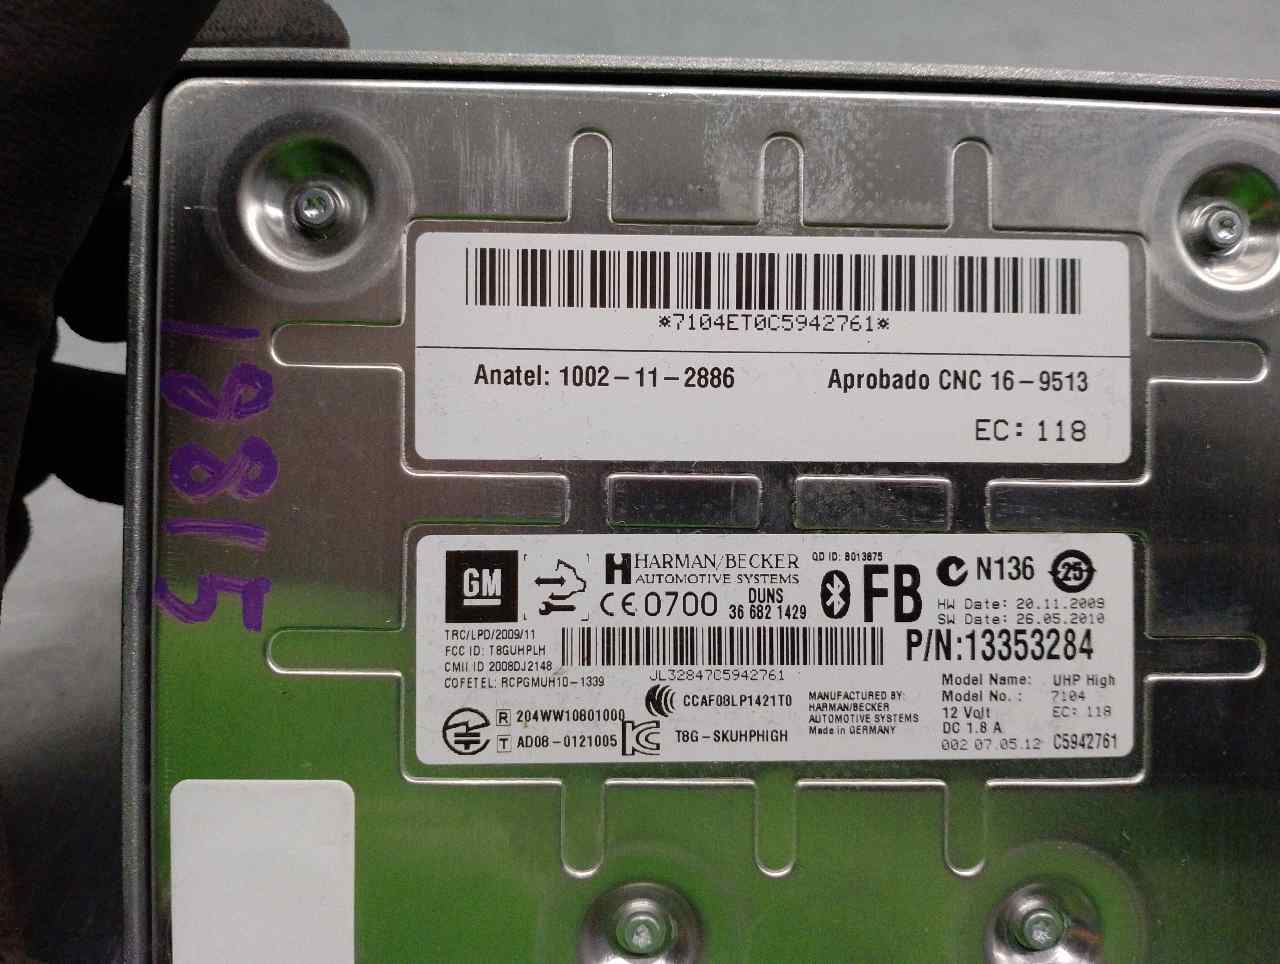 *7104ET0C5942761*
Anatel: 1002-11-2886 Aprobado CNC 16-9513
EC: 118
GM
HARMAN/BECKER
AUTOMOTIVE SYSTEMS
CE 0700
DUNS
36 682 1429
QD ID: B013875
FB
N136
25
HW Date: 20.11.2009
SW Date: 26.05.2010
P/N:13353284
TRC/LPD/2009/11
FCC ID: T8GUHPLH
CMII ID 2008DJ2148
COFETEL: RCPGMUH10-1339
JL32847C5942761
R 204WW10801000
T AD08-0121005
CCAF08LP1421T0
T8G-SKUHPHIGH
MANUFACTURED BY:
HARMAN/BECKER
AUTOMOTIVE SYSTEMS
Made in GERMANY
Model Name: UHP High
Model No.: 7104
12 Volt EC: 118
DC 1.8 A
002 07.05.12 C5942761
18815